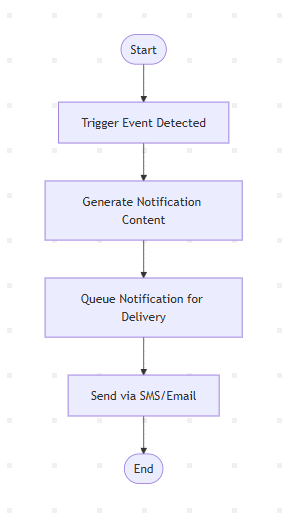 Start
Trigger Event Detected
Generate Notification
Content
Queue Notification for
Delivery
Send via SMS/Email
End